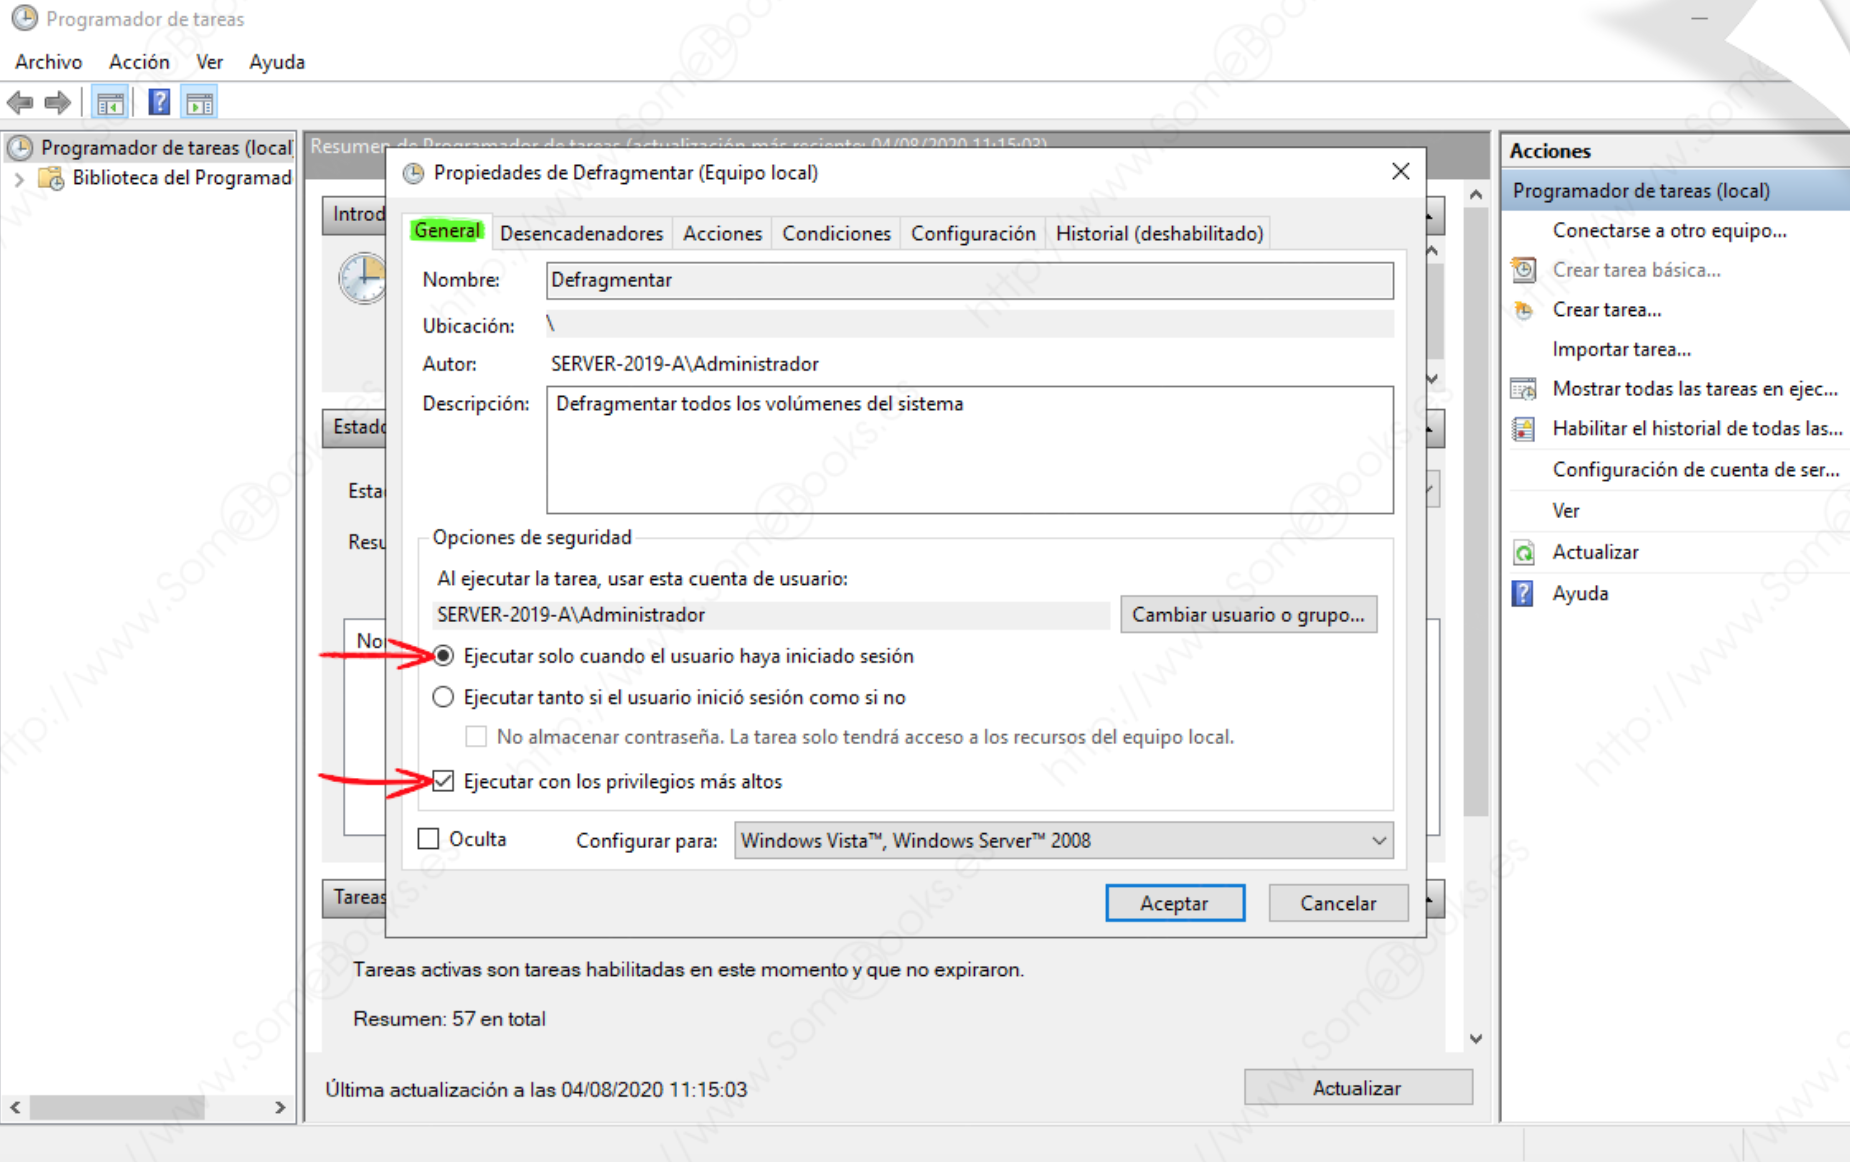 Programador de tareas
Archivo Acción Ver Ayuda
Programador de tareas (local
Biblioteca del Programad
Resumen de Programador de tareas (actualización más reciente: 04/08/2020 11:15:03)
Introd
Estado
Esta
Resu
No
Tareas
Propiedades de Defragmentar (Equipo local)
General Desencadenadores Acciones Condiciones Configuración Historial (deshabilitado)
Nombre: Defragmentar
Ubicación: \
Autor: SERVER-2019-A\Administrador
Descripción: Defragmentar todos los volúmenes del sistema
Opciones de seguridad
Al ejecutar la tarea, usar esta cuenta de usuario:
SERVER-2019-A\Administrador Cambiar usuario o grupo...
Ejecutar solo cuando el usuario haya iniciado sesión
Ejecutar tanto si el usuario inició sesión como si no
No almacenar contraseña. La tarea solo tendrá acceso a los recursos del equipo local.
Ejecutar con los privilegios más altos
Oculta Configurar para: Windows Vista™, Windows Server™ 2008
Aceptar Cancelar
Tareas activas son tareas habilitadas en este momento y que no expiraron.
Resumen: 57 en total
Última actualización a las 04/08/2020 11:15:03 Actualizar
Acciones
Programador de tareas (local)
Conectarse a otro equipo...
Crear tarea básica...
Crear tarea...
Importar tarea...
Mostrar todas las tareas en ejec...
Habilitar el historial de todas las...
Configuración de cuenta de ser...
Ver
Actualizar
Ayuda
http://www.SomeBooks.es